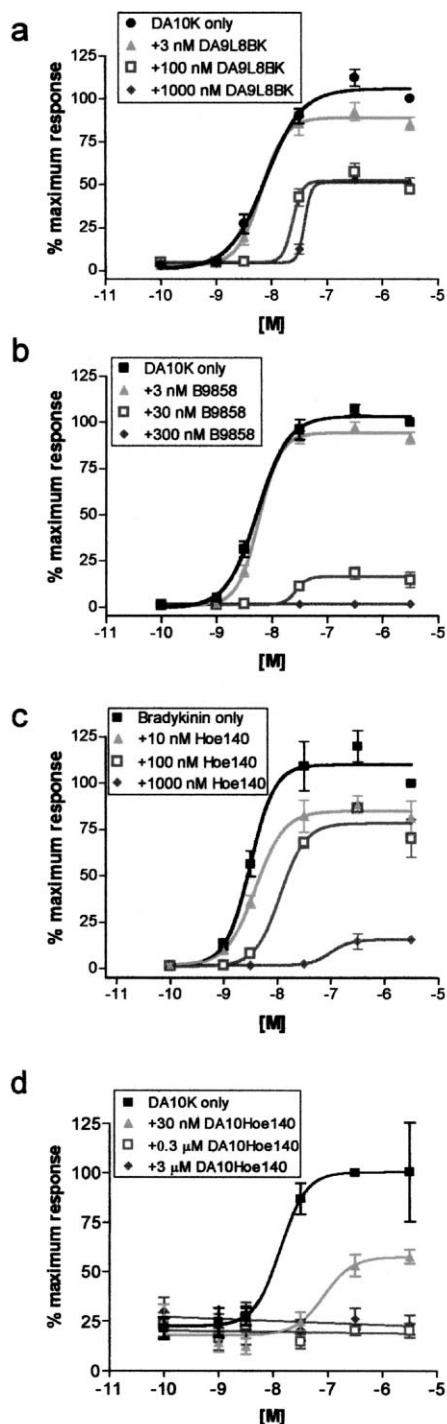 a
DA10K only
+3 nM DA9L8BK
+100 nM DA9L8BK
+1000 nM DA9L8BK
% maximum response
125
100
75
50
25
0
-11 -10 -9 -8 -7 -6 -5
[M]
b
DA10K only
+3 nM B9858
+30 nM B9858
+300 nM B9858
% maximum response
125
100
75
50
25
0
-11 -10 -9 -8 -7 -6 -5
[M]
c
Bradykinin only
+10 nM Hoe140
+100 nM Hoe140
+1000 nM Hoe140
% maximum response
125
100
75
50
25
0
-11 -10 -9 -8 -7 -6 -5
[M]
d
DA10K only
+30 nM DA10Hoe140
+0.3 µM DA10Hoe140
+3 µM DA10Hoe140
% maximum response
125
100
75
50
25
0
-11 -10 -9 -8 -7 -6 -5
[M]